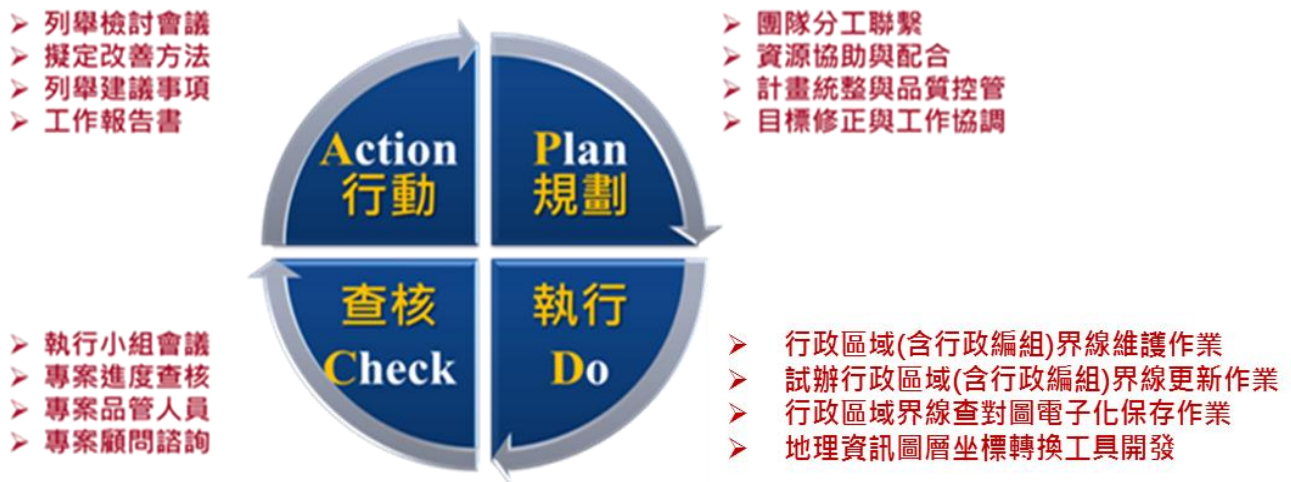 ➢ 列舉檢討會議
➢ 擬定改善方法
➢ 列舉建議事項
➢ 工作報告書
Action
行動
Plan
規劃
➢ 團隊分工聯繫
➢ 資源協助與配合
➢ 計畫統整與品質控管
➢ 目標修正與工作協調
➢ 執行小組會議
➢ 專案進度查核
➢ 專案品管人員
➢ 專案顧問諮詢
查核
Check
執行
Do
➢ 行政區域(含行政編組)界線維護作業
➢ 試辦行政區域(含行政編組)界線更新作業
➢ 行政區域界線查對圖電子化保存作業
➢ 地理資訊圖層坐標轉換工具開發